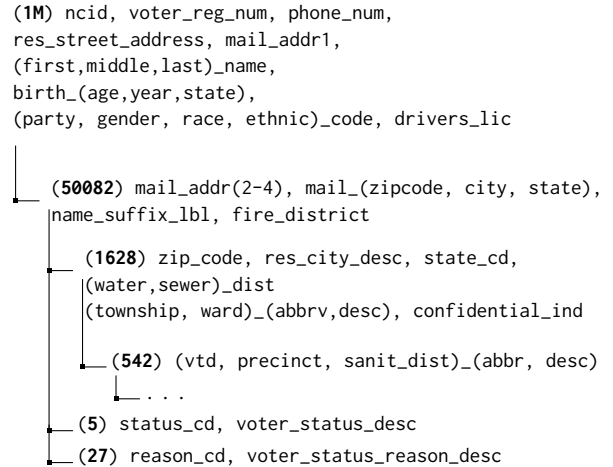 (1M) ncid, voter_reg_num, phone_num,
res_street_address, mail_addr1,
(first,middle,last)_name,
birth_(age,year,state),
(party, gender, race, ethnic)_code, drivers_lic
(50082) mail_addr(2-4), mail_(zipcode, city, state),
name_suffix_lbl, fire_district
(1628) zip_code, res_city_desc, state_cd,
(water,sewer)_dist
(township, ward)_(abbrv,desc), confidential_ind
(542) (vtd, precinct, sanit_dist)_(abbr, desc)
...
(5) status_cd, voter_status_desc
(27) reason_cd, voter_status_reason_desc